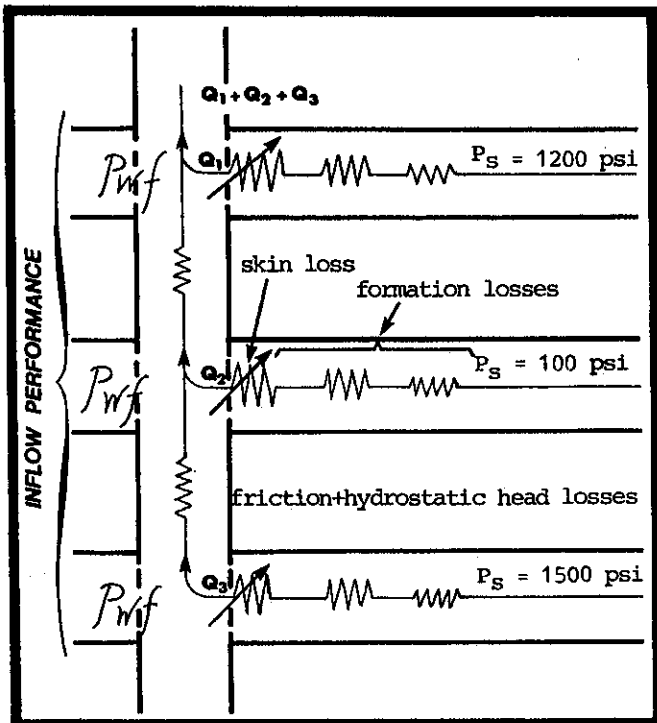 Q₁ + Q₂ + Q₃
Q₁
Pwf
P_S = 1200 psi
skin loss
formation losses
INFLOW PERFORMANCE
Q₂
Pwf
P_S = 100 psi
friction+hydrostatic head losses
Q₃
Pwf
P_S = 1500 psi